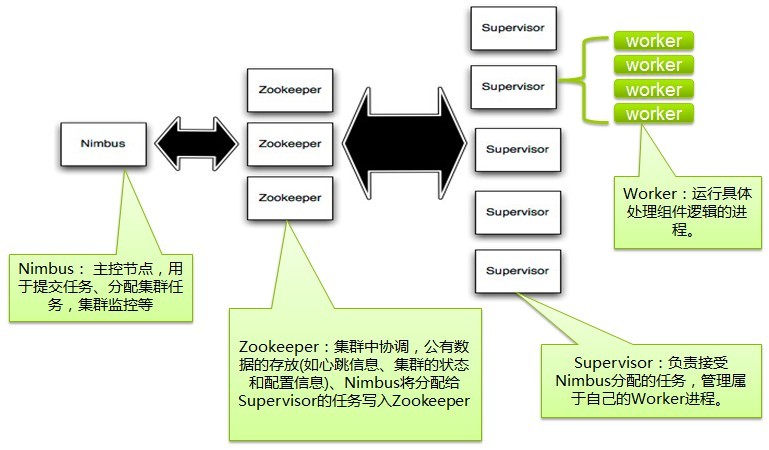 Nimbus
Zookeeper
Zookeeper
Zookeeper
Supervisor
Supervisor
Supervisor
Supervisor
Supervisor
worker
worker
worker
worker
Nimbus： 主控节点，用
于提交任务、分配集群任
务，集群监控等
Zookeeper：集群中协调，公有数
据的存放(如心跳信息、集群的状态
和配置信息)、Nimbus将分配给
Supervisor的任务写入Zookeeper
Worker：运行具体
处理组件逻辑的进
程。
Supervisor：负责接受
Nimbus分配的任务，管理属
于自己的Worker进程。